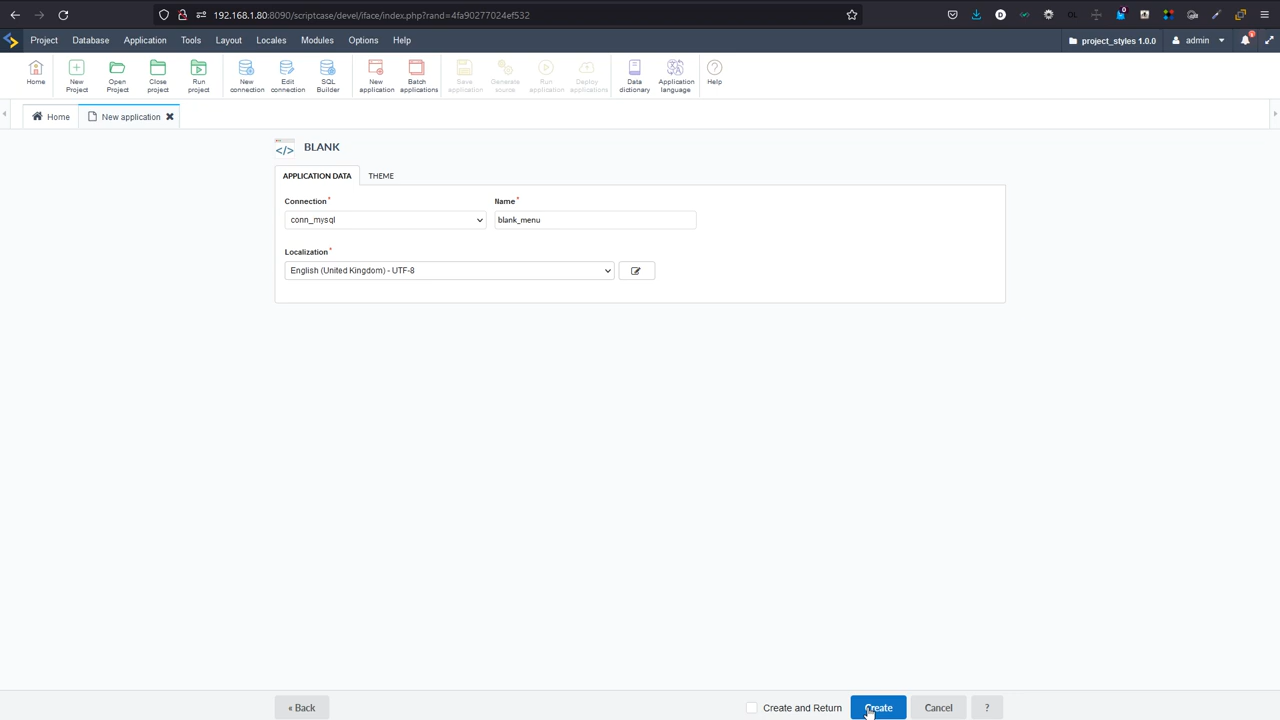 192.168.1.80:8090/scriptcase/devel/iface/index.php?rand=4fa90277024ef532
Project Database Application Tools Layout Locales Modules Options Help project_styles 1.0.0 admin
Home New Project Open Project Close project Run project New connection Edit connection SQL Builder New application Batch applications Save application Generate source Run application Deploy applications Data dictionary Application language Help
Home New application
BLANK
APPLICATION DATA THEME
Connection* Name*
conn_mysql blank_menu
Localization*
English (United Kingdom) - UTF-8
« Back Create and Return Create Cancel ?